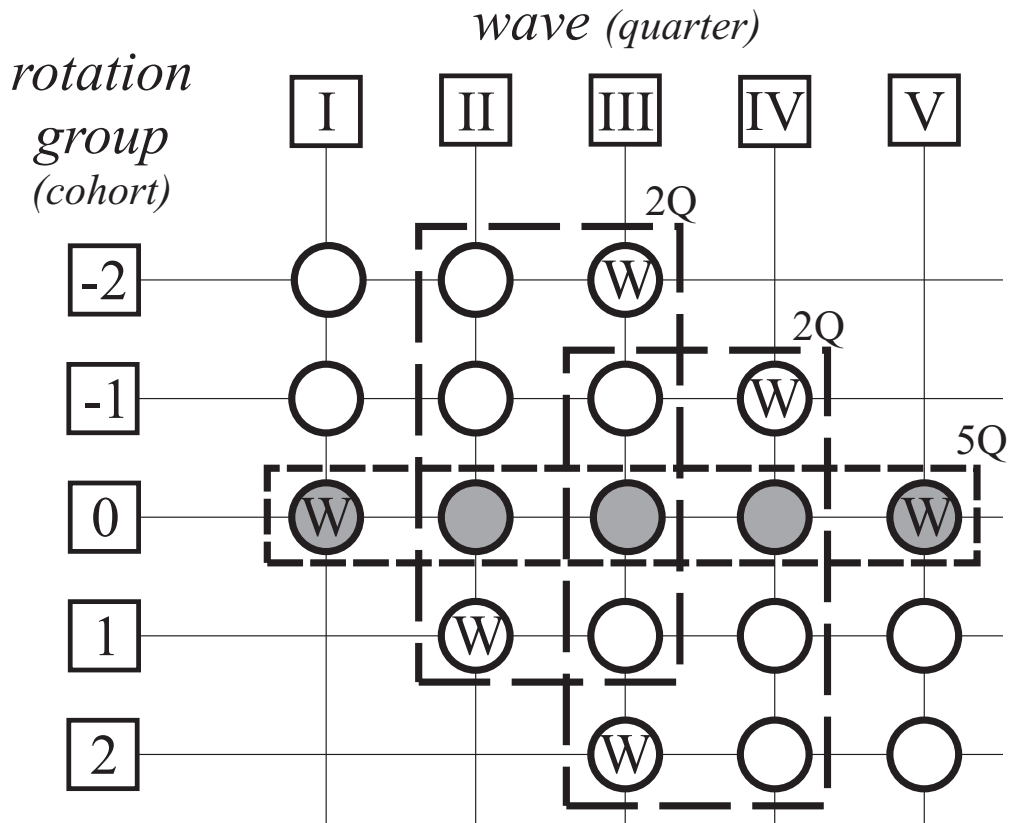 wave (quarter)
rotation
group
(cohort)
I II III IV V
2Q
-2 W
2Q
-1 W
5Q
0 W W
1 W
2 W